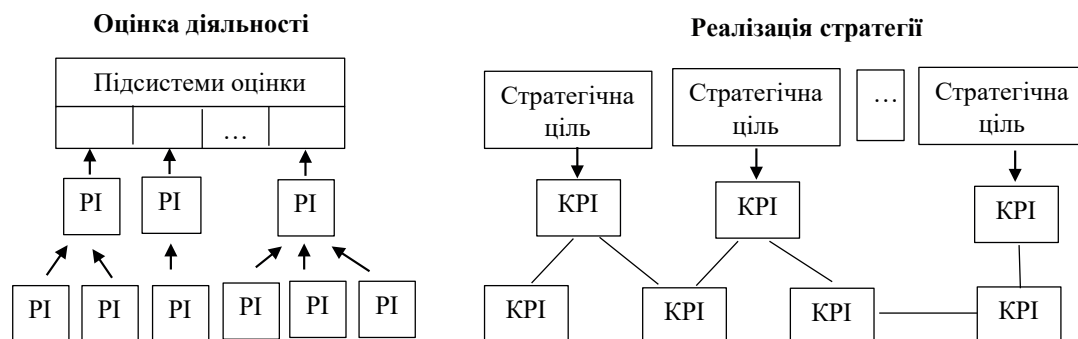 Оцінка діяльності
Підсистеми оцінки
…
PI
PI
PI
PI
PI
PI
PI
PI
PI
Реалізація стратегії
Стратегічна
ціль
Стратегічна
ціль
…
Стратегічна
ціль
KPI
KPI
KPI
KPI
KPI
KPI
KPI